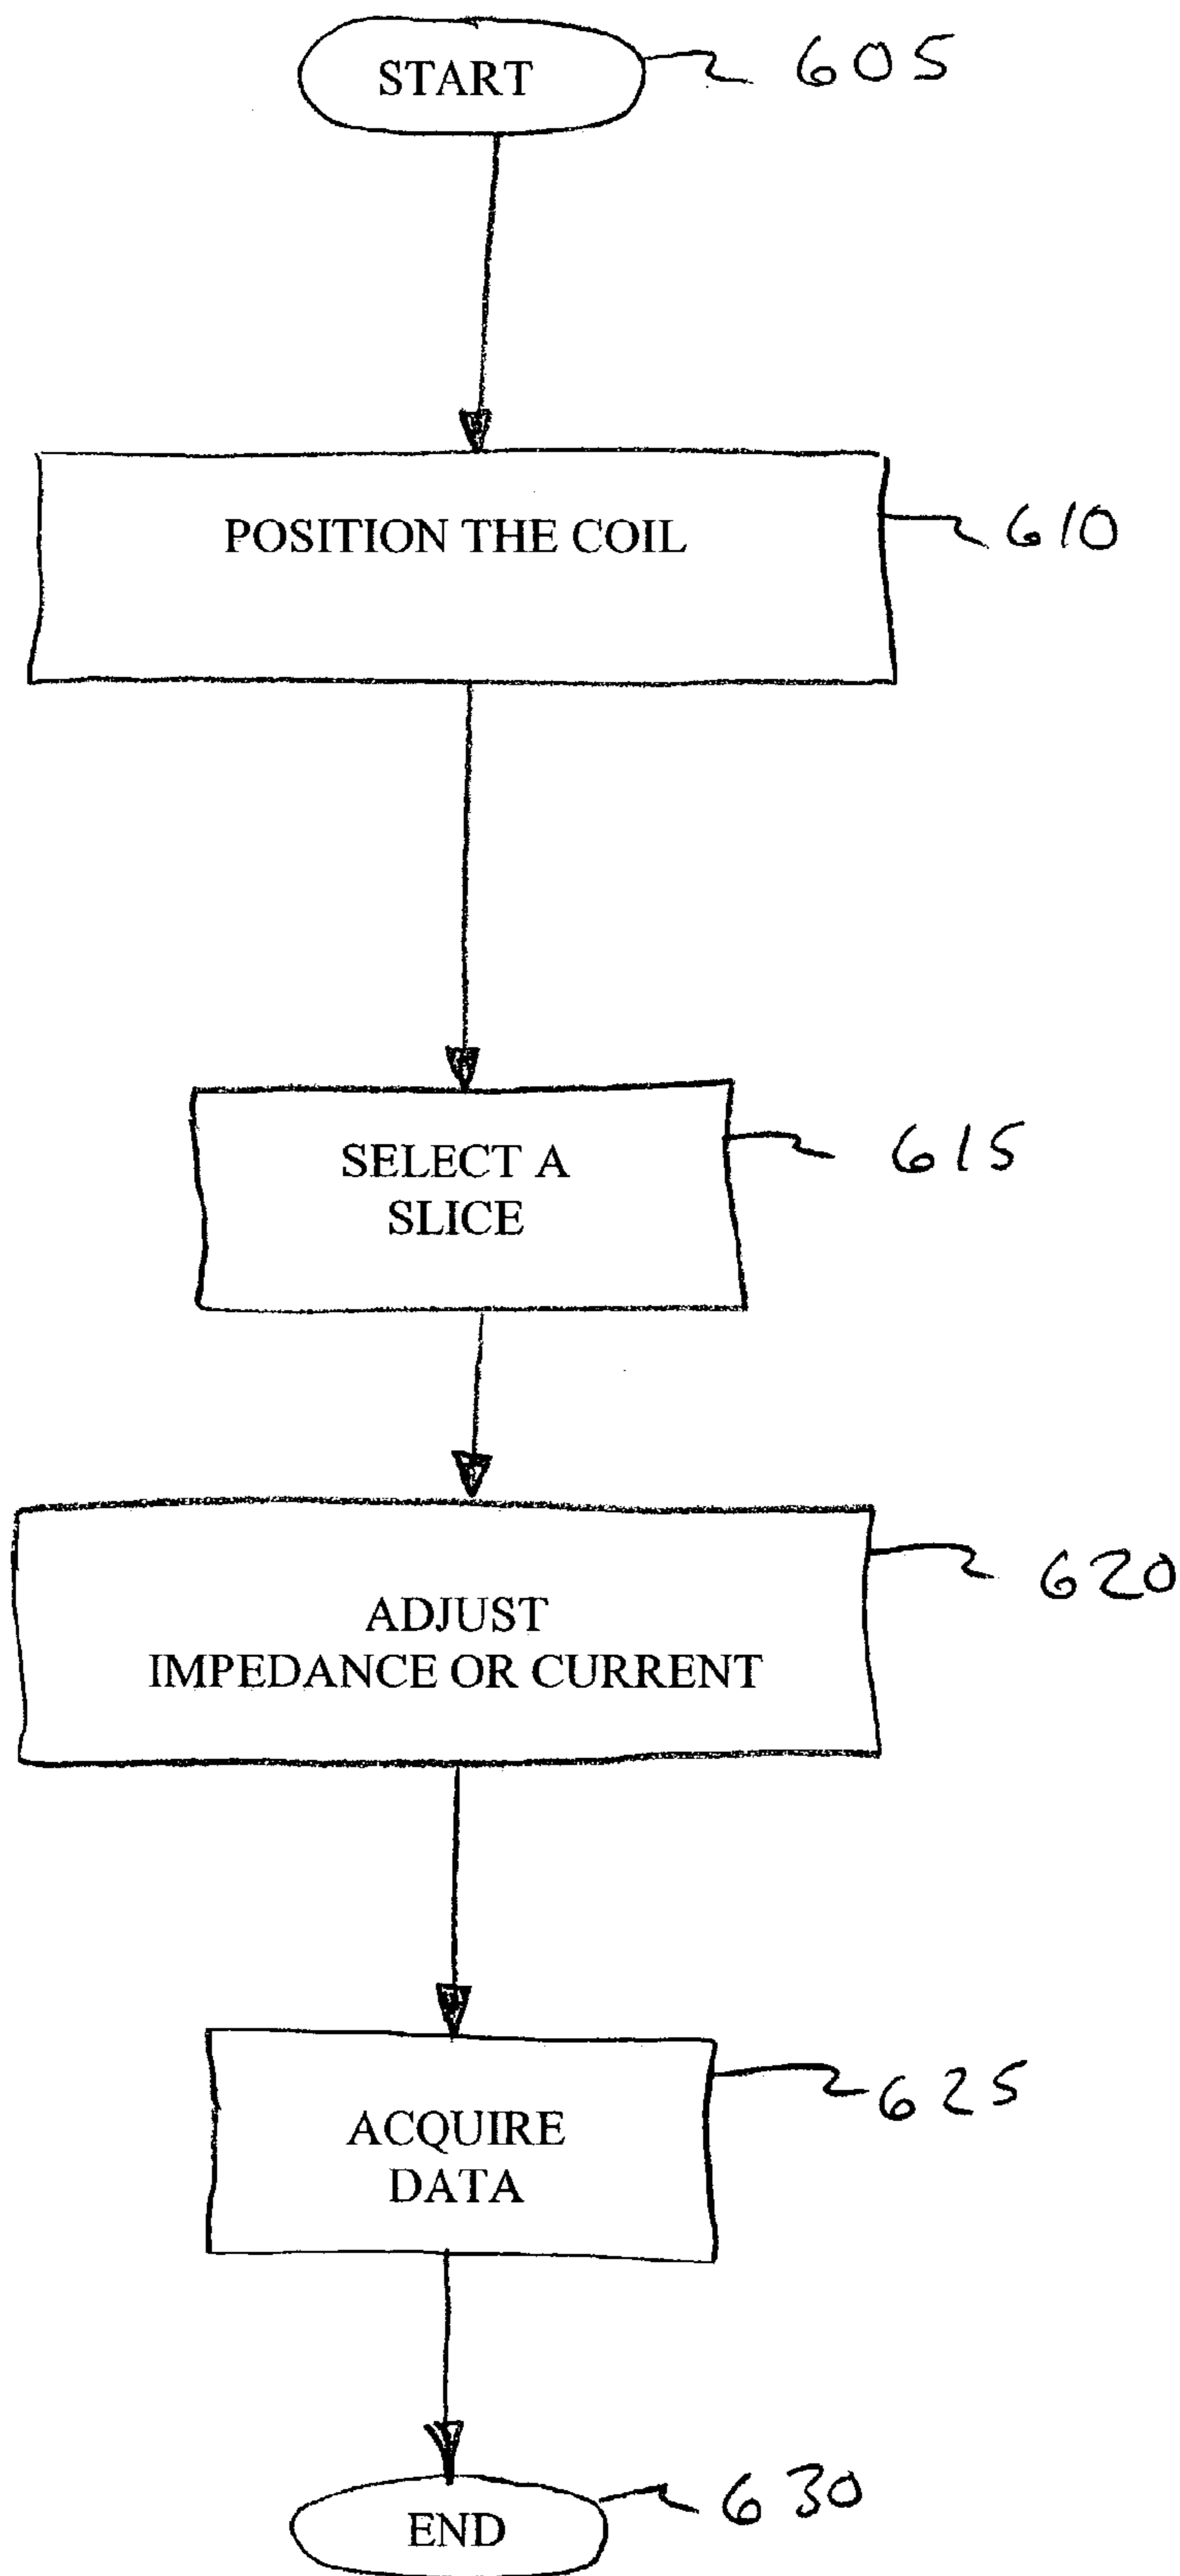 START
605
POSITION THE COIL
610
SELECT A
SLICE
615
ADJUST
IMPEDANCE OR CURRENT
620
ACQUIRE
DATA
625
END
630